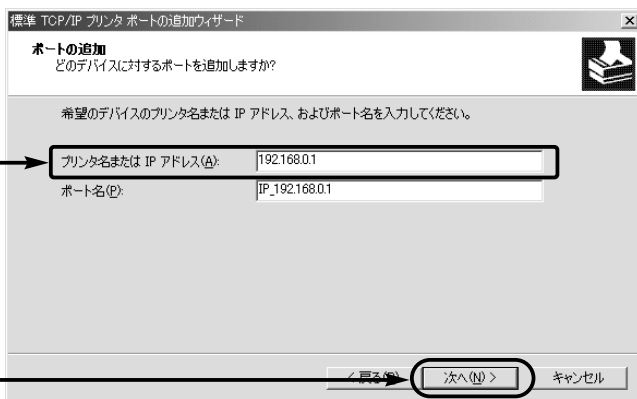 標準 TCP/IP プリンタ ポートの追加ウィザード
ポートの追加
どのデバイスに対するポートを追加しますか?
希望のデバイスのプリンタ名または IP アドレス、およびポート名を入力してください。
プリンタ名または IP アドレス(A): 192.168.0.1
ポート名(P): IP_192.168.0.1
< 戻る(B) 次へ(N) > キャンセル